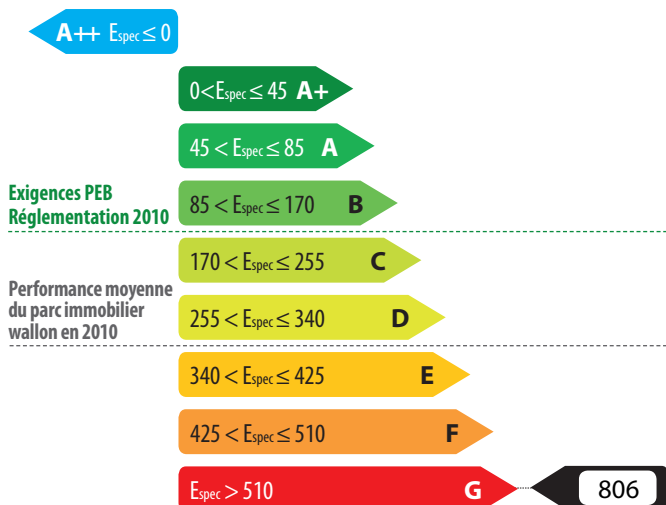 A++ Espec ≤ 0
0 < Espec ≤ 45 A+
45 < Espec ≤ 85 A
Exigences PEB
Réglementation 2010
85 < Espec ≤ 170 B
170 < Espec ≤ 255 C
Performance moyenne
du parc immobilier
wallon en 2010
255 < Espec ≤ 340 D
340 < Espec ≤ 425 E
425 < Espec ≤ 510 F
Espec > 510 G 806